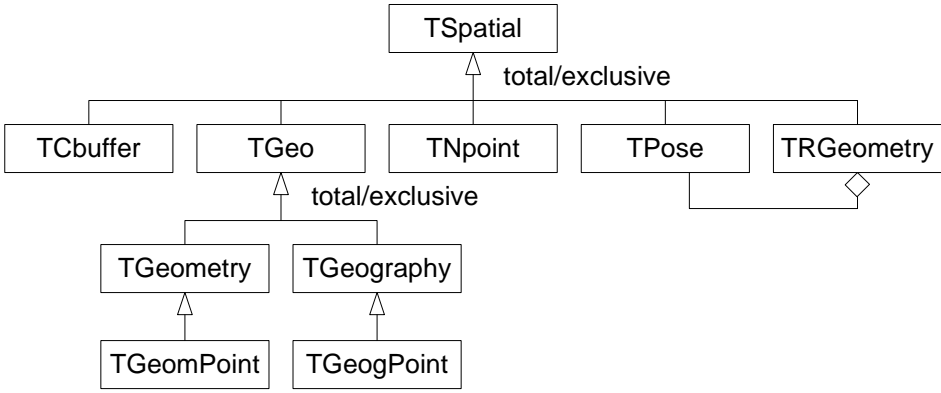 TSpatial
total/exclusive
TCbuffer
TGeo
TNpoint
TPose
TRGeometry
total/exclusive
TGeometry
TGeography
TGeomPoint
TGeogPoint